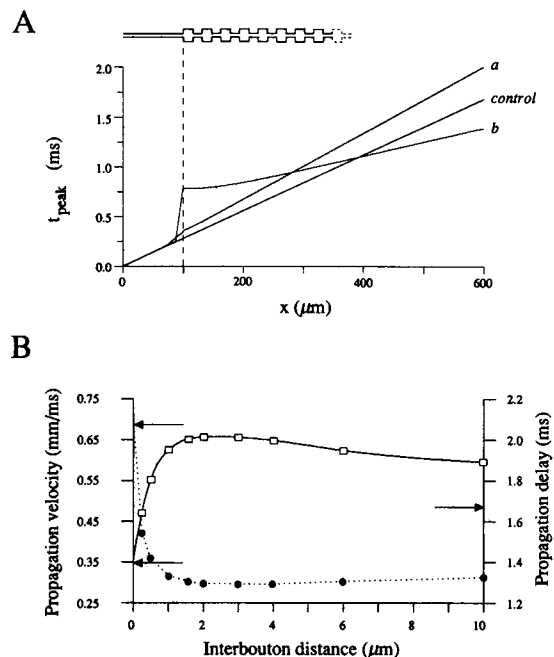 A
2.0
1.5
1.0
0.5
0.0
t peak (ms)
a
control
b
0 200 400 600
x (μm)
B
Propagation velocity (mm/ms)
0.75
0.65
0.55
0.45
0.35
0.25
2.2
2.0
1.8
1.6
1.4
1.2
Propagation delay (ms)
0 2 4 6 8 10
Interbouton distance (μm)